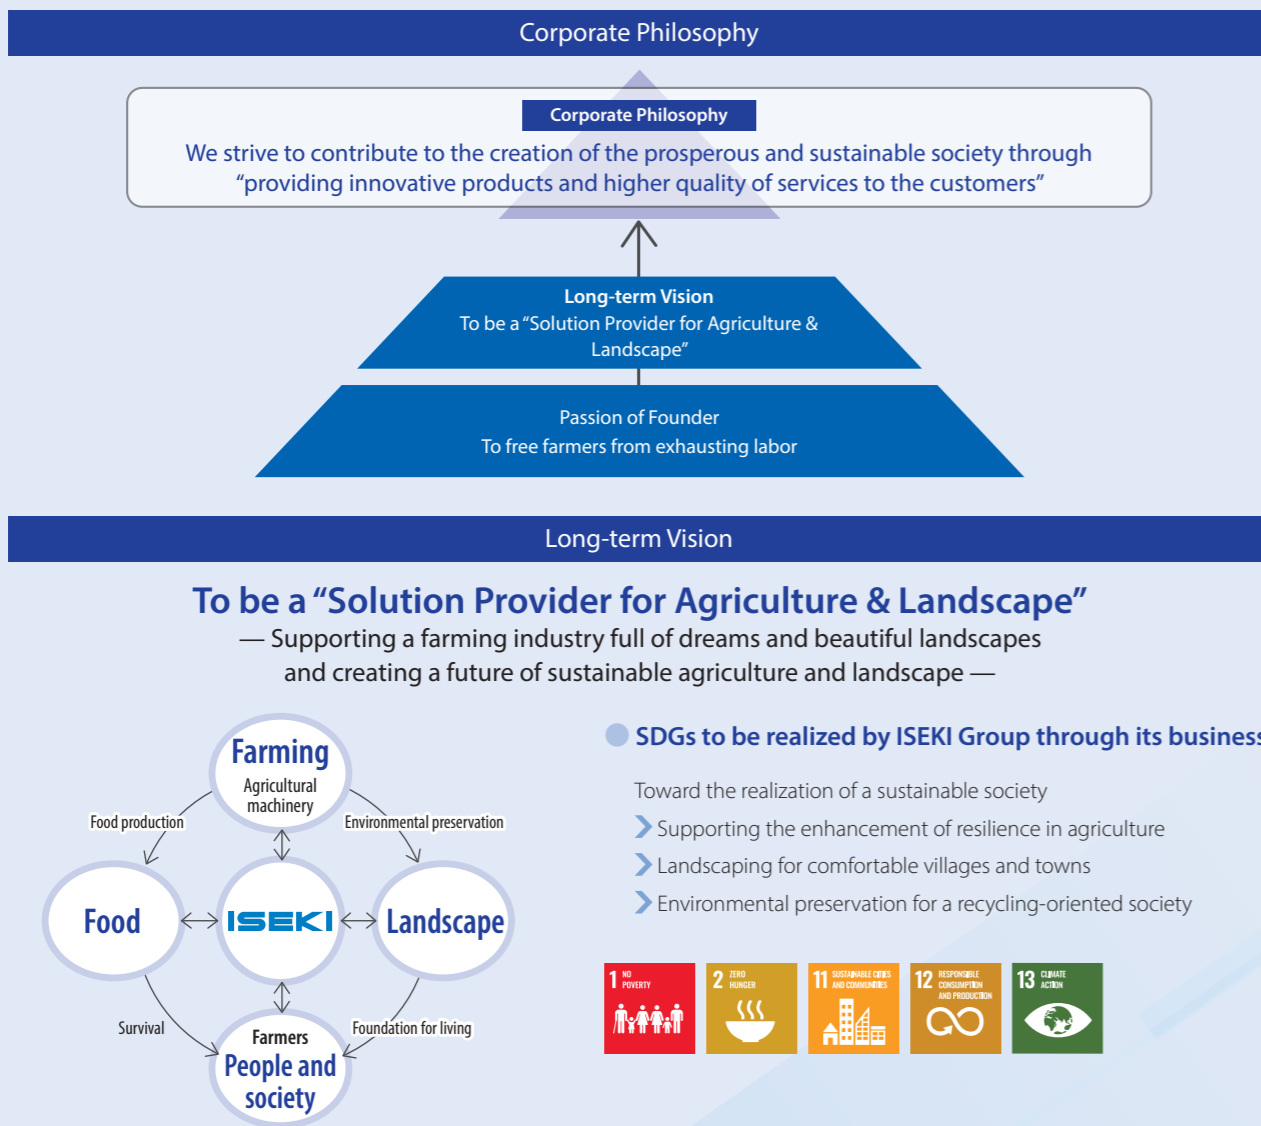 Corporate Philosophy
Corporate Philosophy
We strive to contribute to the creation of the prosperous and sustainable society through
“providing innovative products and higher quality of services to the customers”
Long-term Vision
To be a “Solution Provider for Agriculture &
Landscape”
Passion of Founder
To free farmers from exhausting labor
Long-term Vision
To be a “Solution Provider for Agriculture & Landscape”
— Supporting a farming industry full of dreams and beautiful landscapes
and creating a future of sustainable agriculture and landscape —
Farming
Agricultural
machinery
Food production
Environmental preservation
Food
ISEKI
Landscape
Survival
Foundation for living
Farmers
People and
society
SDGs to be realized by ISEKI Group through its business
Toward the realization of a sustainable society
Supporting the enhancement of resilience in agriculture
Landscaping for comfortable villages and towns
Environmental preservation for a recycling-oriented society
1 NO
POVERTY
2 ZERO
HUNGER
11 SUSTAINABLE CITIES
AND COMMUNITIES
12 RESPONSIBLE
CONSUMPTION
AND PRODUCTION
13 CLIMATE
ACTION